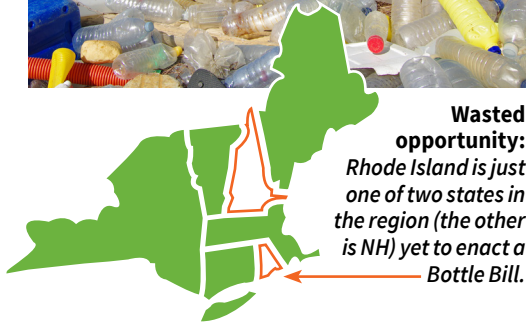 Wasted
opportunity:
Rhode Island is just
one of two states in
the region (the other
is NH) yet to enact a
Bottle Bill.